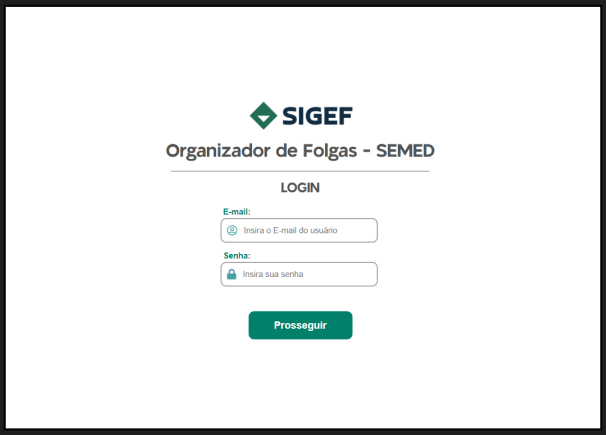 SIGEF
Organizador de Folgas - SEMED
LOGIN
E-mail:
Insira o E-mail do usuário
Senha:
Insira sua senha
Prosseguir